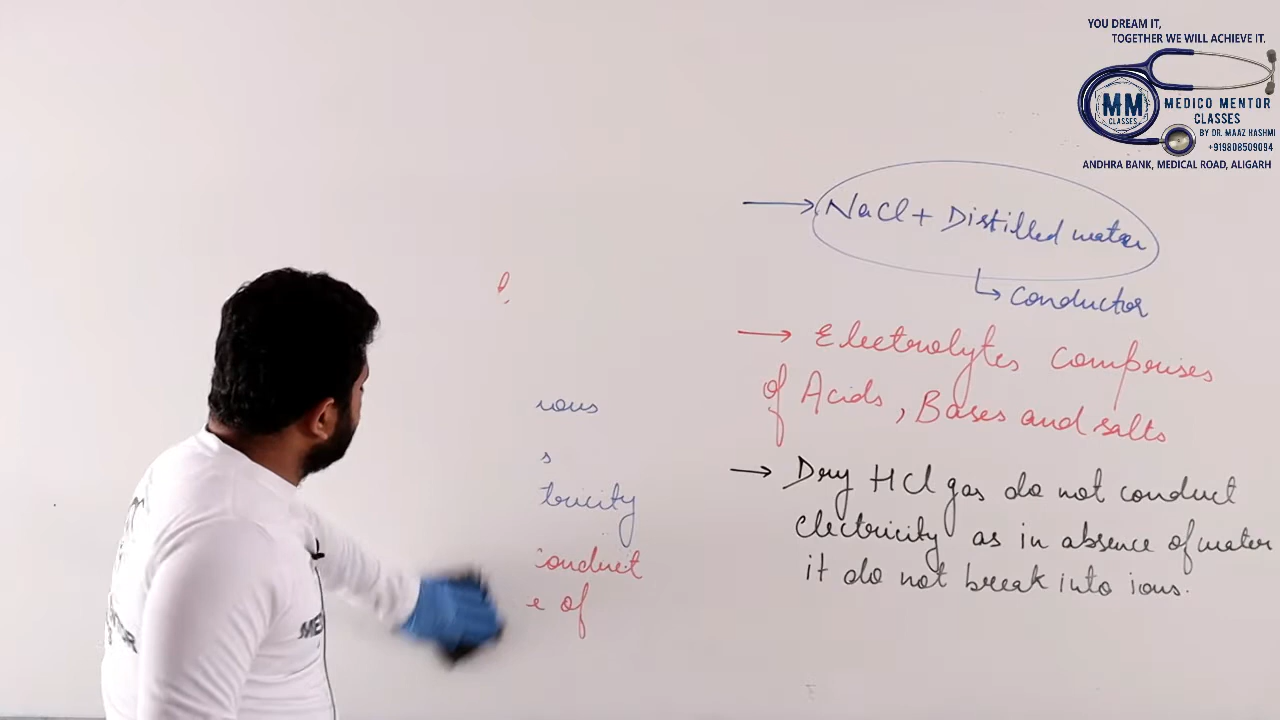 YOU DREAM IT,
TOGETHER WE WILL ACHIEVE IT.
MM
CLASSES
MEDICO MENTOR
CLASSES
BY DR. MAAZ HASHMI
+919808509094
ANDHRA BANK, MEDICAL ROAD, ALIGARH
→ NaCl + Distilled water
↳ Conductor
→ Electrolytes comprises
of Acids, Bases and salts
→ Dry HCl gas do not conduct
electricity as in absence of water
it do not break into ions.
ions
s
tricity
conduct
e of